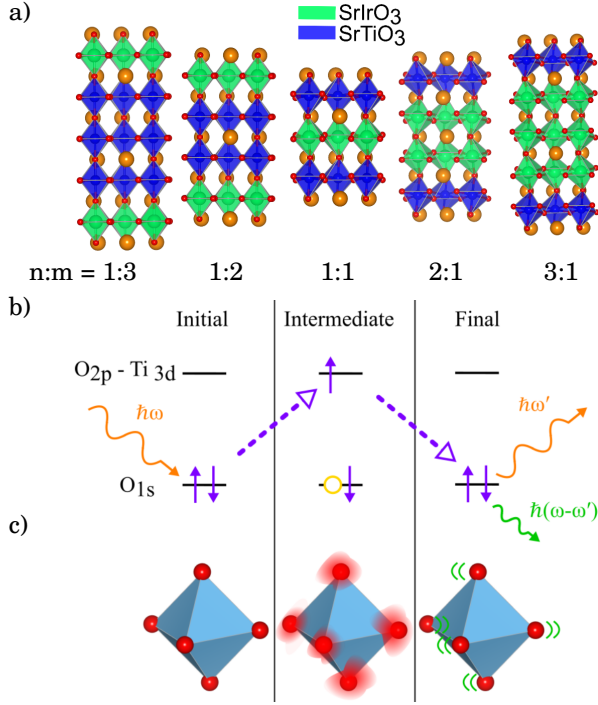 a)
SrIrO3
SrTiO3
n:m = 1:3 1:2 1:1 2:1 3:1
b)
Initial Intermediate Final
O2p - Ti 3d
ħω
ħω′
O1s
ħ(ω-ω′)
c)